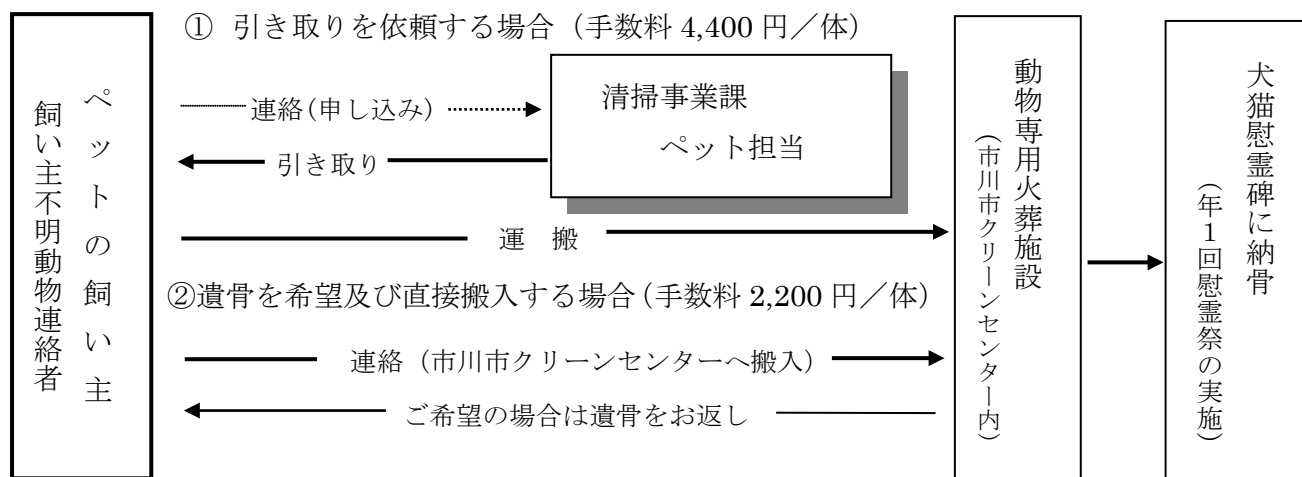 ペットの飼い主
飼い主不明動物連絡者
① 引き取りを依頼する場合（手数料 4,400 円／体）
連絡（申し込み）
清掃事業課
ペット担当
引き取り
運 搬
②遺骨を希望及び直接搬入する場合（手数料 2,200 円／体）
連絡（市川市クリーンセンターへ搬入）
ご希望の場合は遺骨をお返し
動物専用火葬施設
（市川市クリーンセンター内）
犬猫慰霊碑に納骨
（年１回慰霊祭の実施）